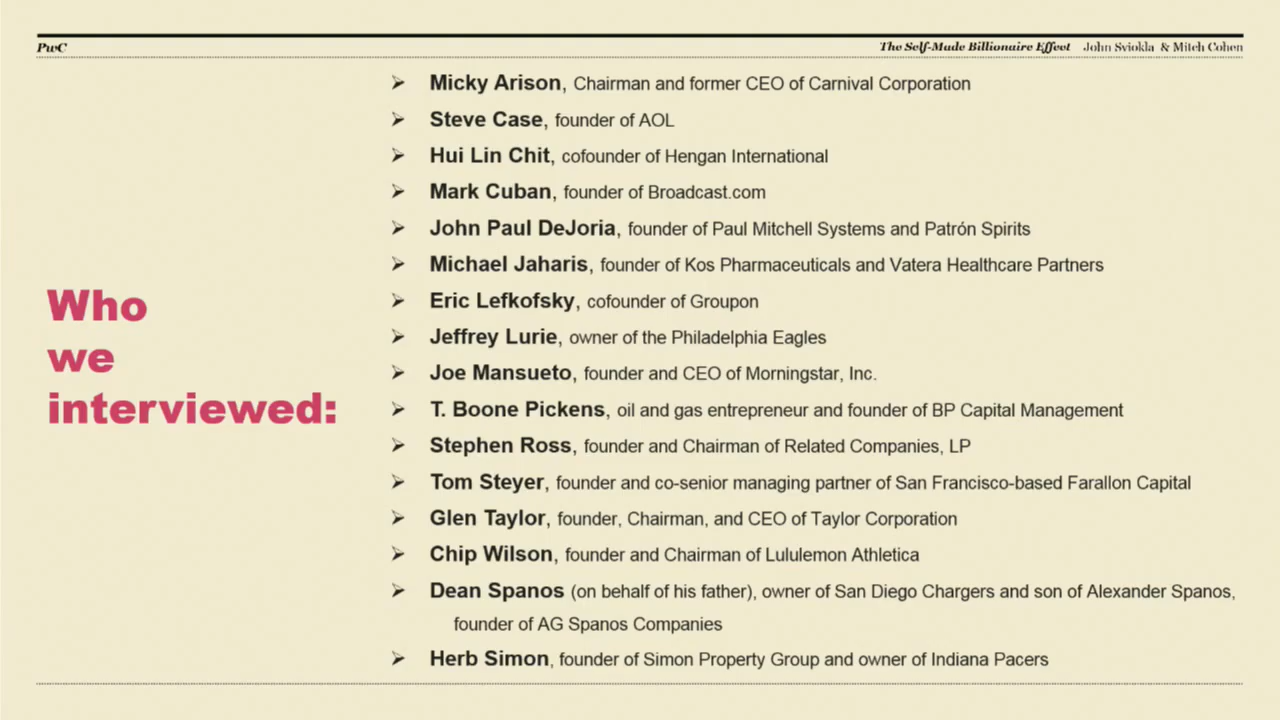 PwC
The Self-Made Billionaire Effect John Sviokla & Mitch Cohen
Who
we
interviewed:
➢ Micky Arison, Chairman and former CEO of Carnival Corporation
➢ Steve Case, founder of AOL
➢ Hui Lin Chit, cofounder of Hengan International
➢ Mark Cuban, founder of Broadcast.com
➢ John Paul DeJoria, founder of Paul Mitchell Systems and Patrón Spirits
➢ Michael Jaharis, founder of Kos Pharmaceuticals and Vatera Healthcare Partners
➢ Eric Lefkofsky, cofounder of Groupon
➢ Jeffrey Lurie, owner of the Philadelphia Eagles
➢ Joe Mansueto, founder and CEO of Morningstar, Inc.
➢ T. Boone Pickens, oil and gas entrepreneur and founder of BP Capital Management
➢ Stephen Ross, founder and Chairman of Related Companies, LP
➢ Tom Steyer, founder and co-senior managing partner of San Francisco-based Farallon Capital
➢ Glen Taylor, founder, Chairman, and CEO of Taylor Corporation
➢ Chip Wilson, founder and Chairman of Lululemon Athletica
➢ Dean Spanos (on behalf of his father), owner of San Diego Chargers and son of Alexander Spanos,
founder of AG Spanos Companies
➢ Herb Simon, founder of Simon Property Group and owner of Indiana Pacers